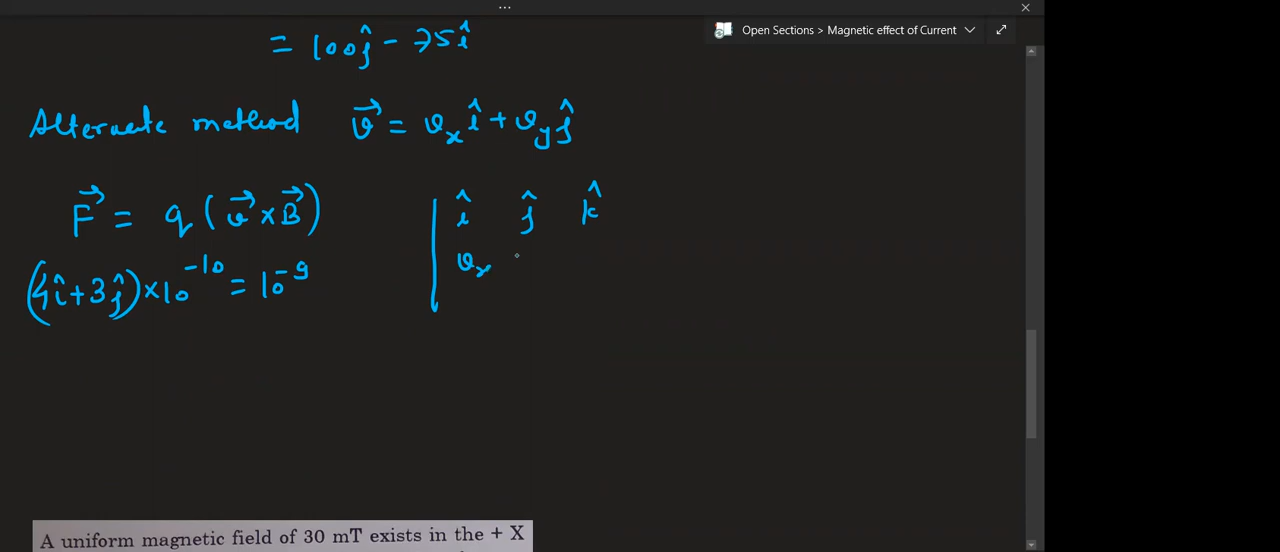 ...
Open Sections > Magnetic effect of Current
= 100ĵ - 75î
Alternate method v⃗ = vₓî + vᵧĵ
F⃗ = q(v⃗ × B⃗)
(4î+3ĵ)×10⁻¹⁰ = 10⁻⁹
| î ĵ k̂
vₓ
A uniform magnetic field of 30 mT exists in the + X